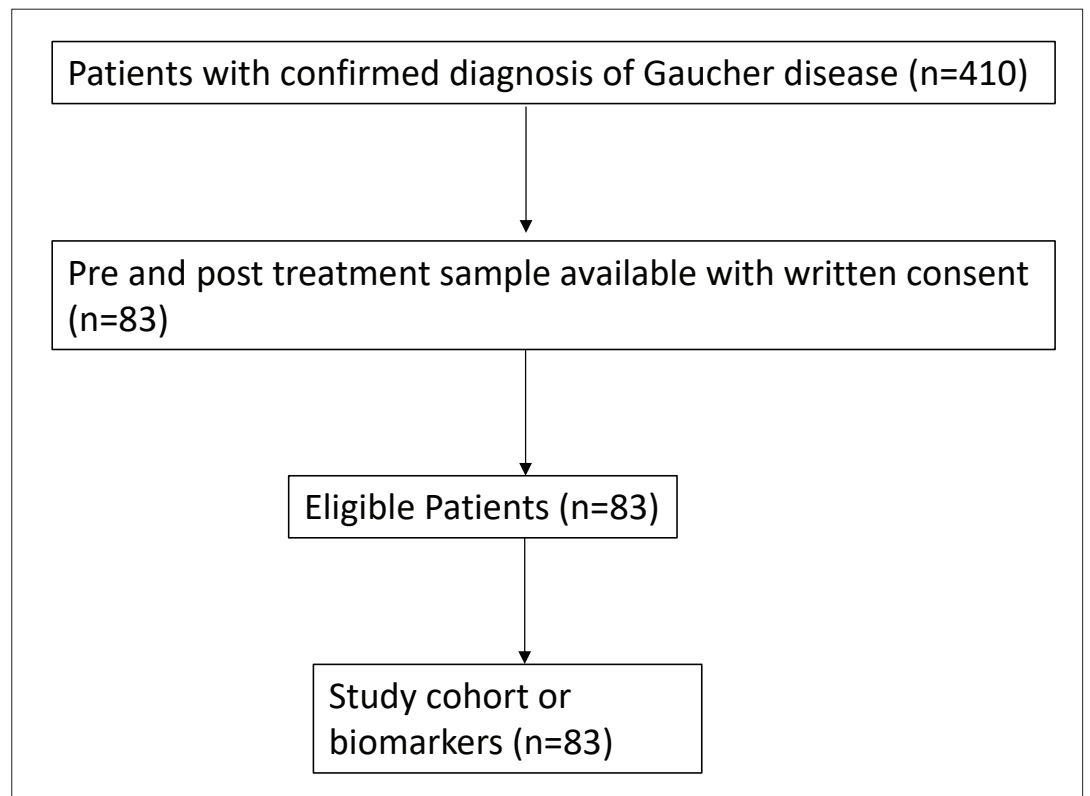 Patients with confirmed diagnosis of Gaucher disease (n=410)
Pre and post treatment sample available with written consent
(n=83)
Eligible Patients (n=83)
Study cohort or
biomarkers (n=83)